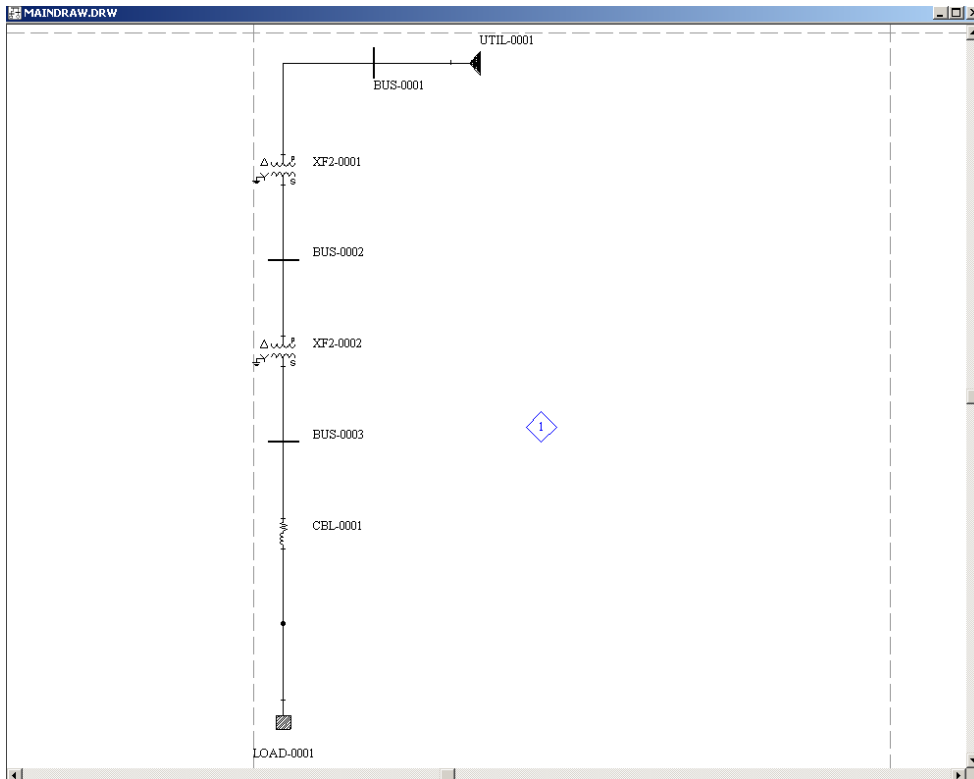 MAINDRAW.DRW
UTIL-0001
BUS-0001
P
XF2-0001
S
BUS-0002
P
XF2-0002
S
BUS-0003
1
CBL-0001
LOAD-0001